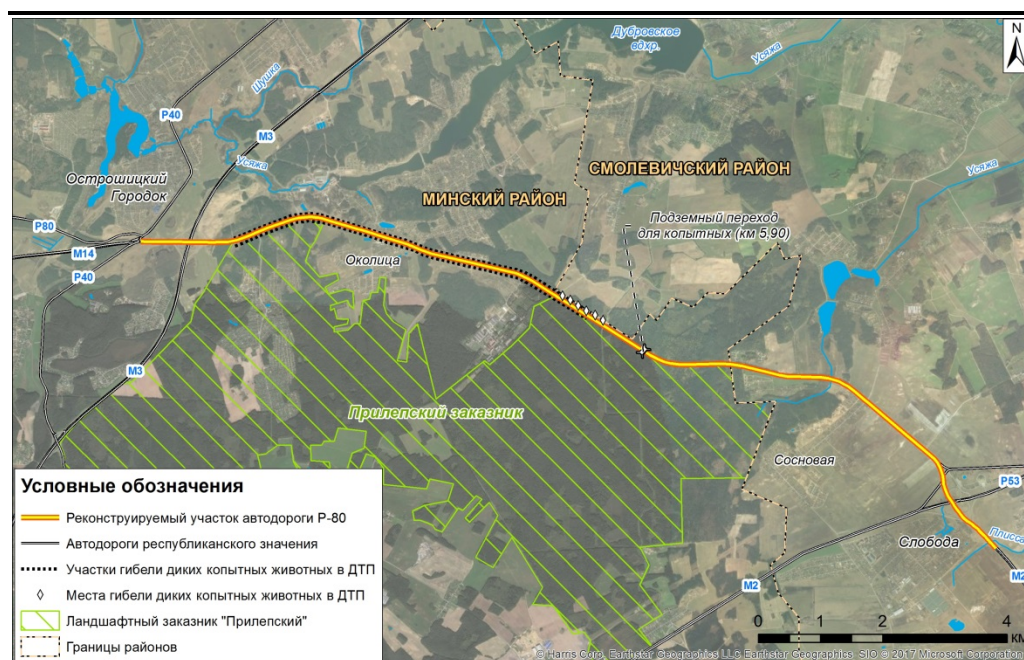 N
Дубровское
вдхр.
Усяжа
Шушка
P40
M3
Усяжа
Острошицкий
Городок
СМОЛЕВИЧСКИЙ РАЙОН
МИНСКИЙ РАЙОН
Усяжа
P80
M14
P40
Подземный переход
для копытных (км 5,90)
Околица
M3
Прилепский заказник
Сосновая
P53
Слобода
Плисса
M2
M2
Условные обозначения
Реконструируемый участок автодороги Р-80
Автодороги республиканского значения
Участки гибели диких копытных животных в ДТП
Места гибели диких копытных животных в ДТП
Ландшафтный заказник "Прилепский"
Границы районов
0 1 2 4
КМ
© Harris Corp, Earthstar Geographics LLC Earthstar Geographics SIO © 2017 Microsoft Corporation